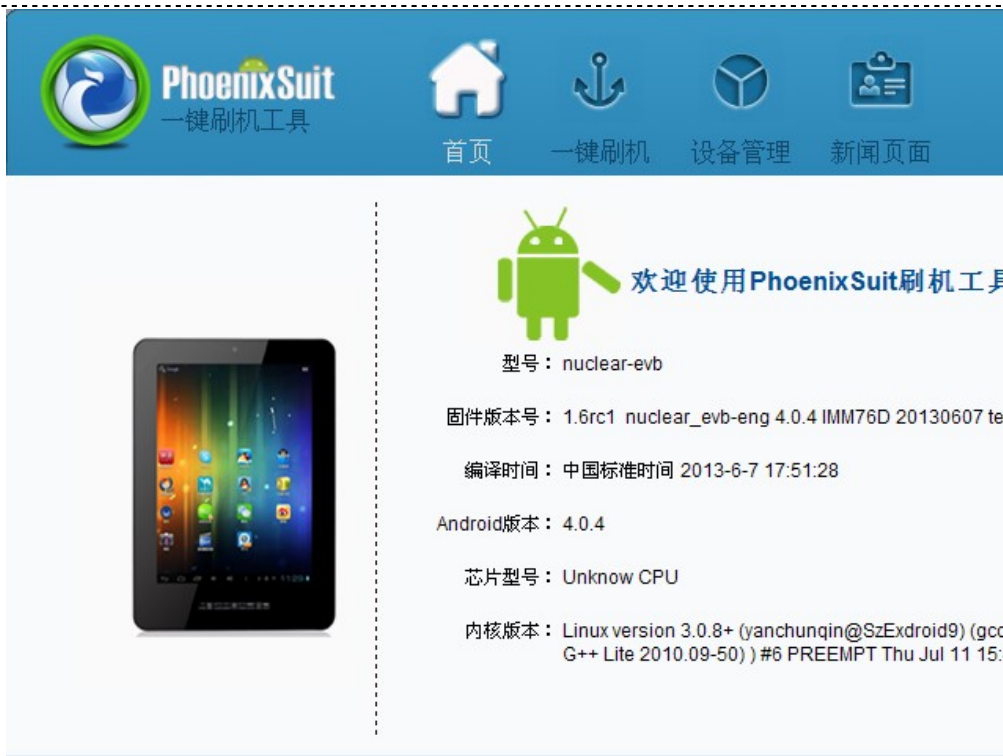 PhoenixSuit
一键刷机工具
首页 一键刷机 设备管理 新闻页面
欢迎使用PhoenixSuit刷机工具
型号： nuclear-evb
固件版本号： 1.6rc1 nuclear_evb-eng 4.0.4 IMM76D 20130607 te
编译时间： 中国标准时间 2013-6-7 17:51:28
Android版本： 4.0.4
芯片型号： Unknow CPU
内核版本： Linux version 3.0.8+ (yanchunqin@SzExdroid9) (gcc
G++ Lite 2010.09-50) ) #6 PREEMPT Thu Jul 11 15: